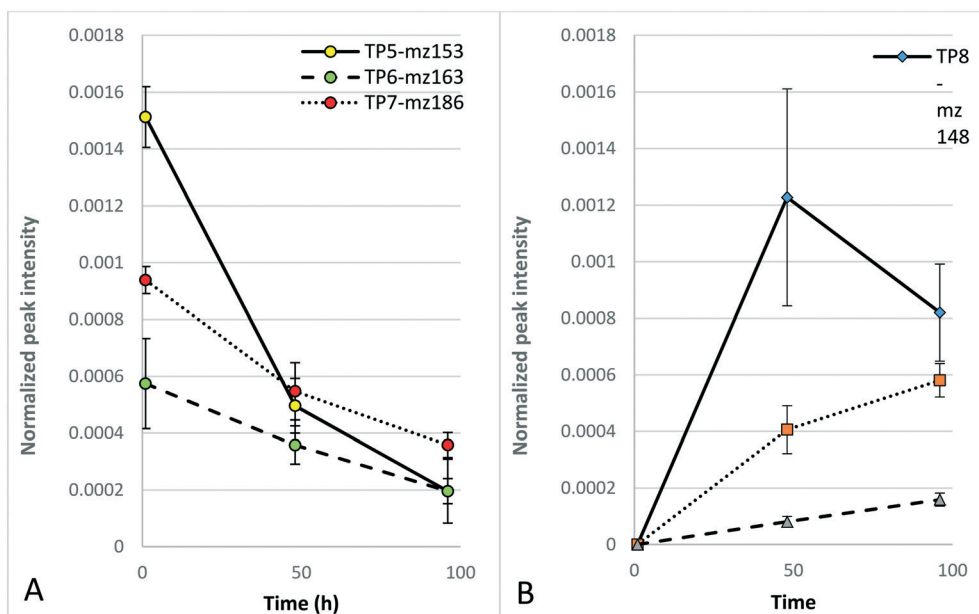 0.0018
0.0016
0.0014
0.0012
0.001
0.0008
0.0006
0.0004
0.0002
0
Normalized peak intensity
TP5-mz153
TP6-mz163
TP7-mz186
0
50
100
Time (h)
A
0.0018
0.0016
0.0014
0.0012
0.001
0.0008
0.0006
0.0004
0.0002
0
Normalized peak intensity
TP8
-
mz
148
0
50
100
Time
B